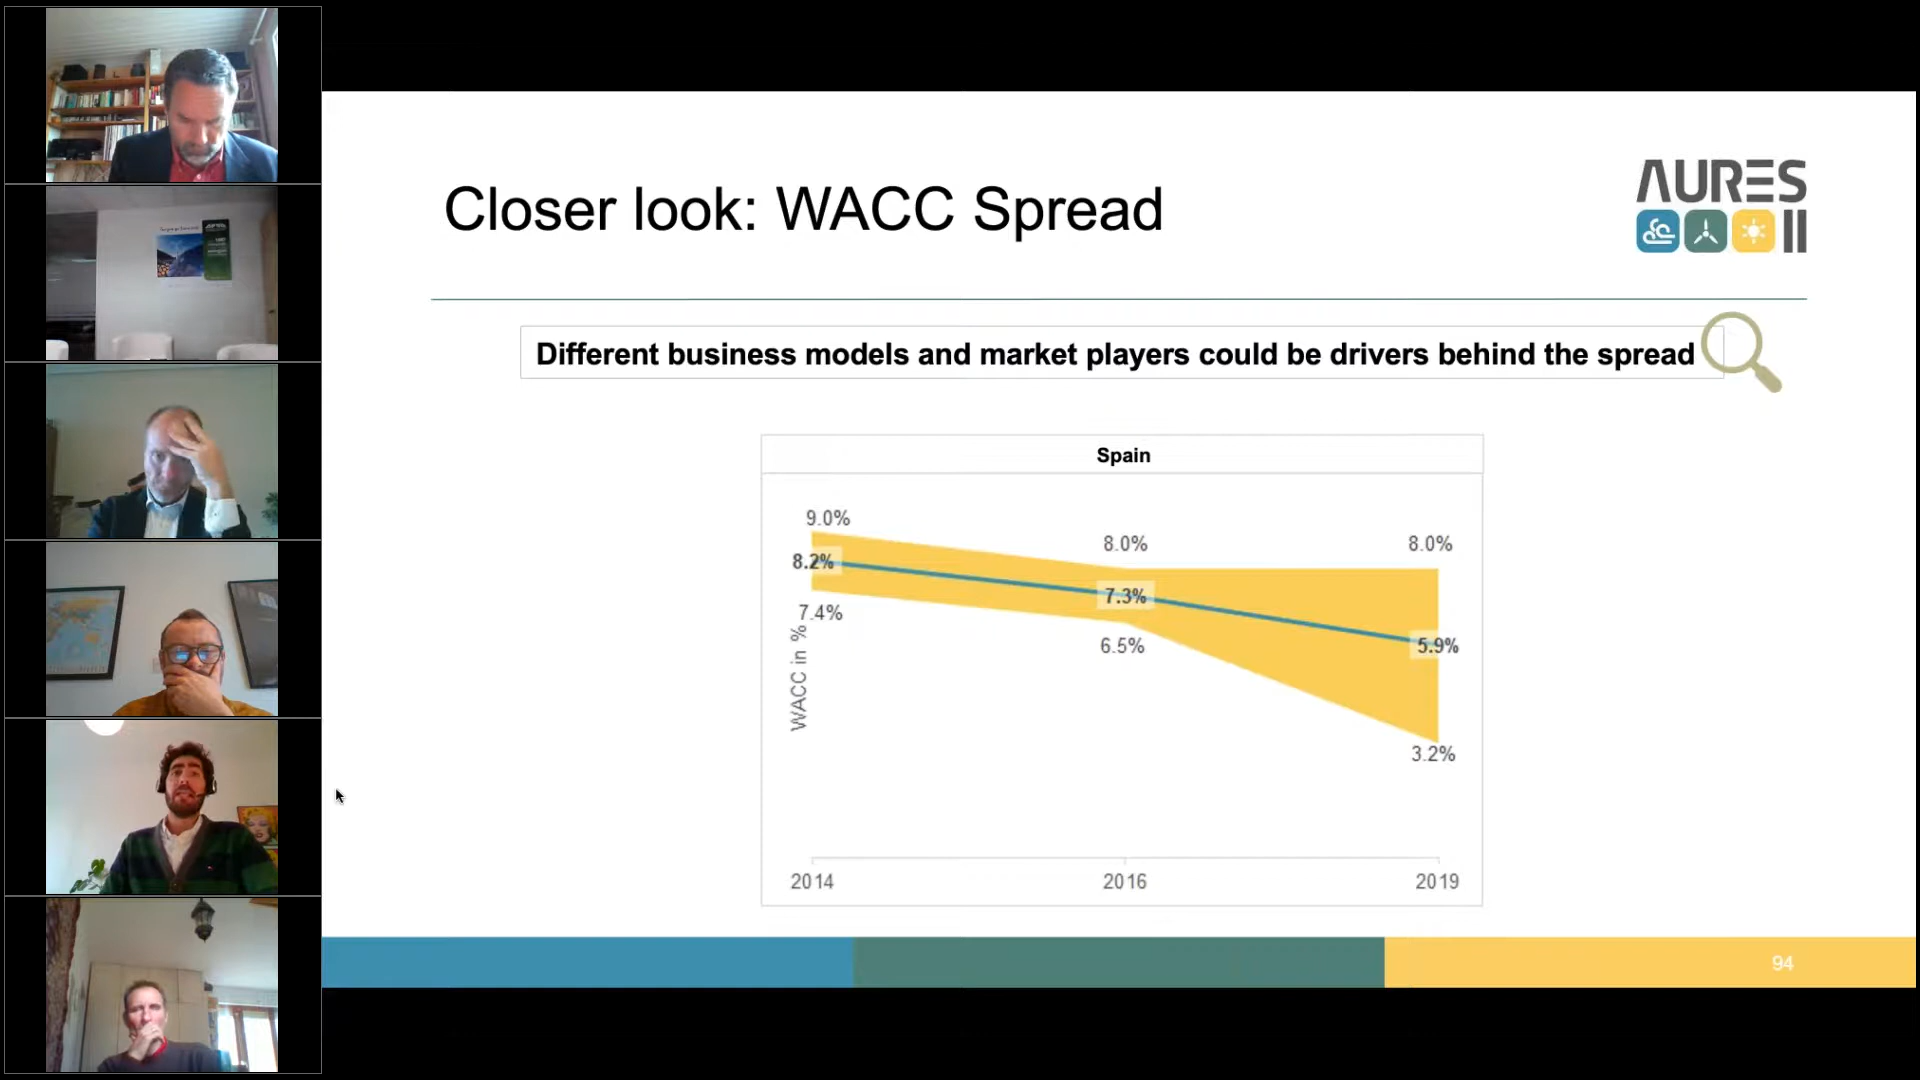 Closer look: WACC Spread
AURES
II
Different business models and market players could be drivers behind the spread
Spain
9.0%
8.0%
8.0%
8.2%
7.3%
7.4%
6.5%
5.9%
3.2%
WACC in %
2014
2016
2019
94